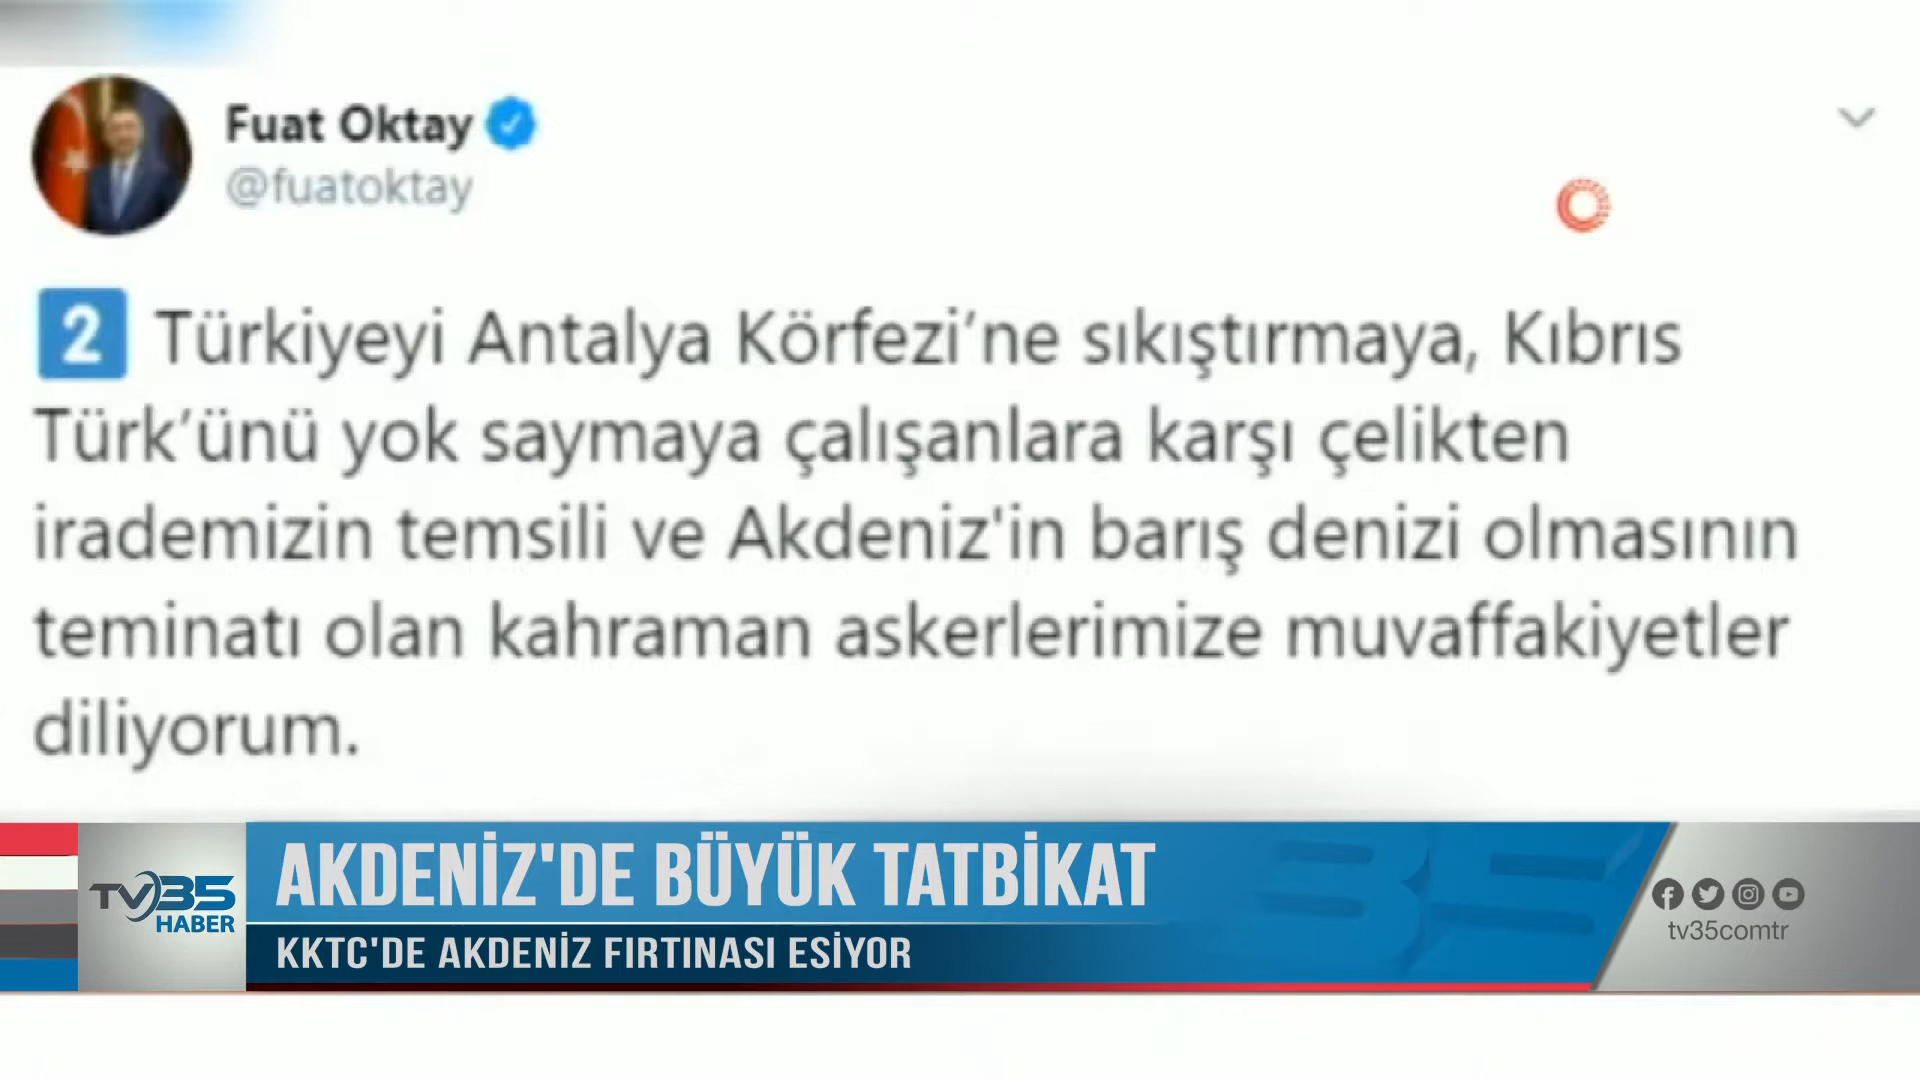 Fuat Oktay
@fuatoktay
2 Türkiyeyi Antalya Körfezi’ne sıkıştırmaya, Kıbrıs
Türk’ünü yok saymaya çalışanlara karşı çelikten
irademizin temsili ve Akdeniz'in barış denizi olmasının
teminatı olan kahraman askerlerimize muvaffakiyetler
diliyorum.
TV35
HABER
AKDENİZ'DE BÜYÜK TATBİKAT
KKTC'DE AKDENİZ FIRTINASI ESİYOR
35
tv35comtr